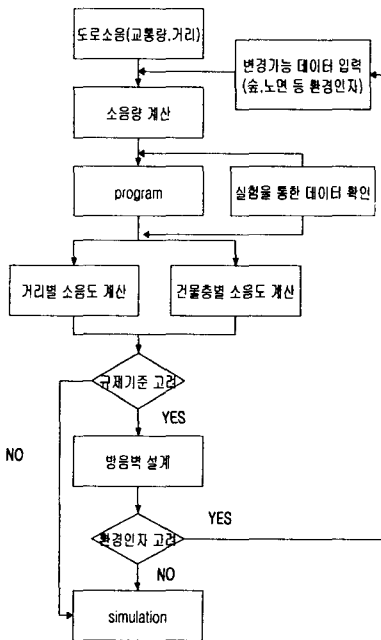 도로소음(교통량,거리)
변경가능 데이터 입력
(숲,노면 등 환경인자)
소음량 계산
program
실험을 통한 데이터 확인
거리별 소음도 계산
건물층별 소음도 계산
규제기준 고려
YES
NO
방음벽 설계
환경인자 고려
YES
NO
simulation